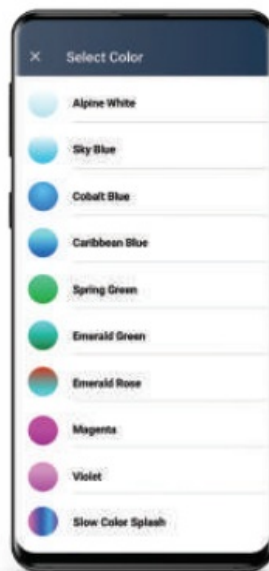 × Select Color
Alpine White
Sky Blue
Cobalt Blue
Caribbean Blue
Spring Green
Emerald Green
Emerald Rose
Magenta
Violet
Slow Color Splash